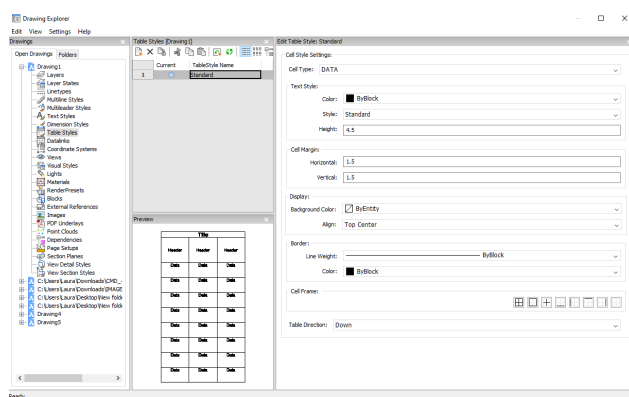 Drawing Explorer
Edit View Settings Help
Drawings
Open Drawings Folders
Drawing1
Layers
Layer States
Linetypes
Multiline Styles
Multileader Styles
Text Styles
Dimension Styles
Table Styles
Datalinks
Coordinate Systems
Views
Visual Styles
Lights
Materials
RenderPresets
Blocks
External References
Images
PDF Underlays
Point Clouds
Dependencies
Page Setups
Section Planes
View Detail Styles
View Section Styles
C:\Users\Laura\Downloads\CMD_-
C:\Users\Laura\Downloads\IMAGE
C:\Users\Laura\Desktop\New folde
C:\Users\Laura\Desktop\New folde
Drawing4
Drawing5
Ready
Table Styles [Drawing1]
Current TableStyle Name
1 Standard
Preview
Title
Header Header Header
Data Data Data
Data Data Data
Data Data Data
Data Data Data
Data Data Data
Data Data Data
Data Data Data
Data Data Data
Edit Table Style: Standard
Cell Style Settings:
Cell Type: DATA
Text Style:
Color: ByBlock
Style: Standard
Height: 4.5
Cell Margin:
Horizontal: 1.5
Vertical: 1.5
Display:
Background Color: ByEntity
Align: Top Center
Border:
Line Weight: ByBlock
Color: ByBlock
Cell Frame:
Table Direction: Down